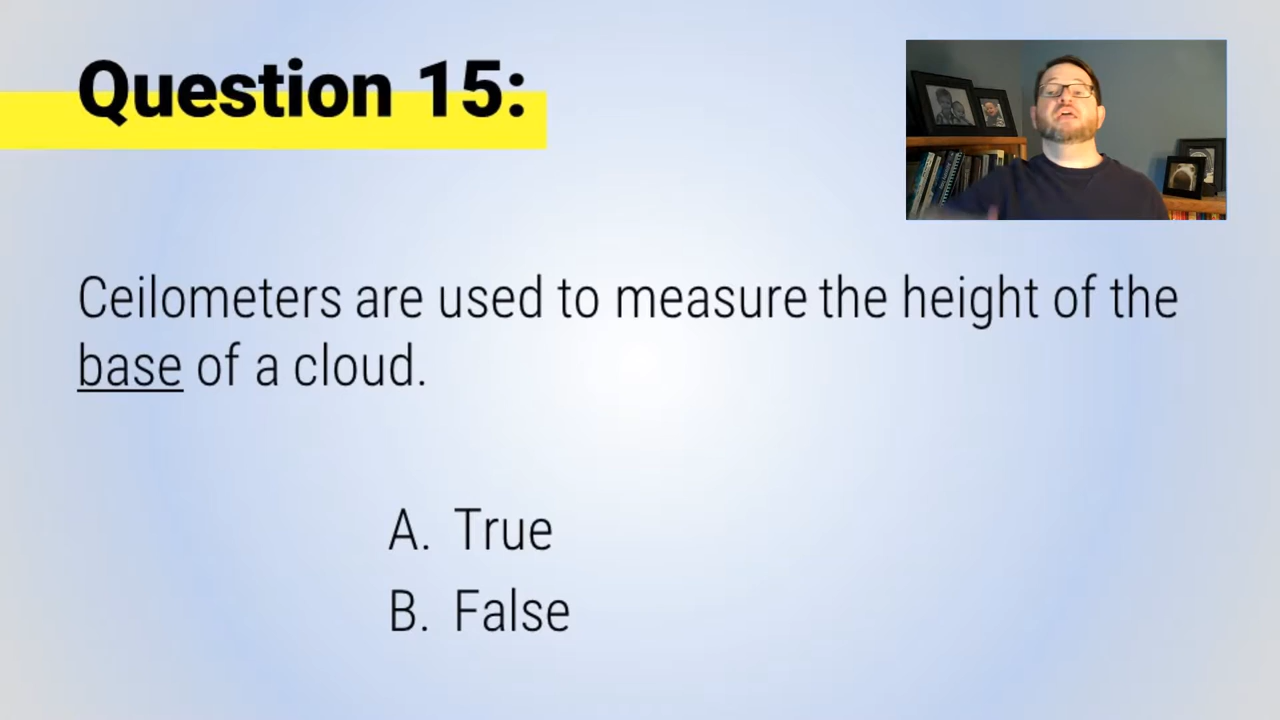 Question 15:
Ceilometers are used to measure the height of the
base of a cloud.
A. True
B. False